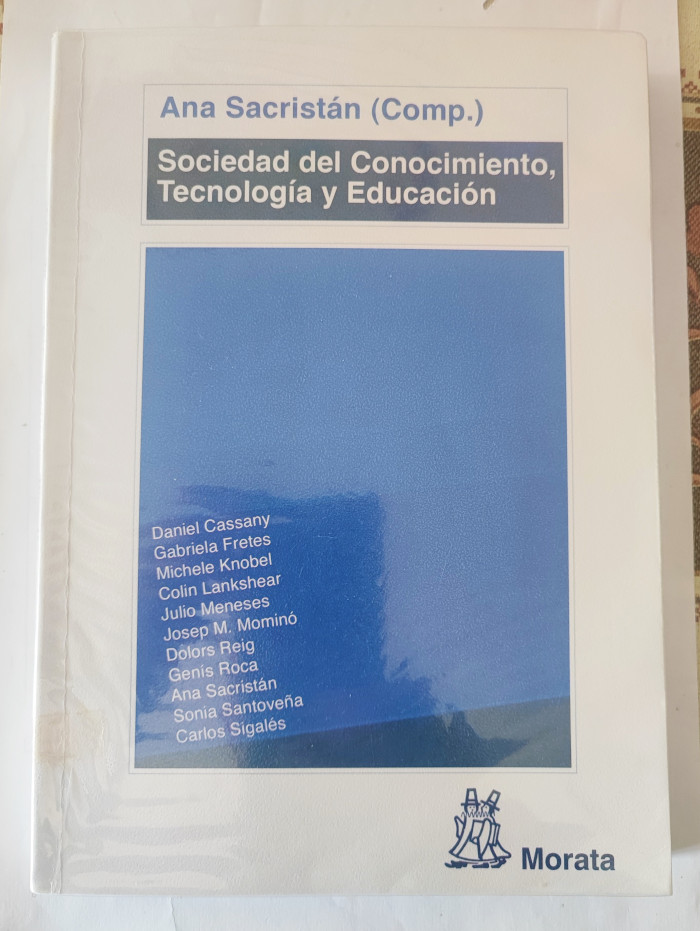 Ana Sacristán (Comp.)
Sociedad del Conocimiento,
Tecnología y Educación
Daniel Cassany
Gabriela Fretes
Michele Knobel
Colin Lankshear
Julio Meneses
Josep M. Mominó
Dolors Reig
Genís Roca
Ana Sacristán
Sonia Santoveña
Carlos Sigalés
Morata